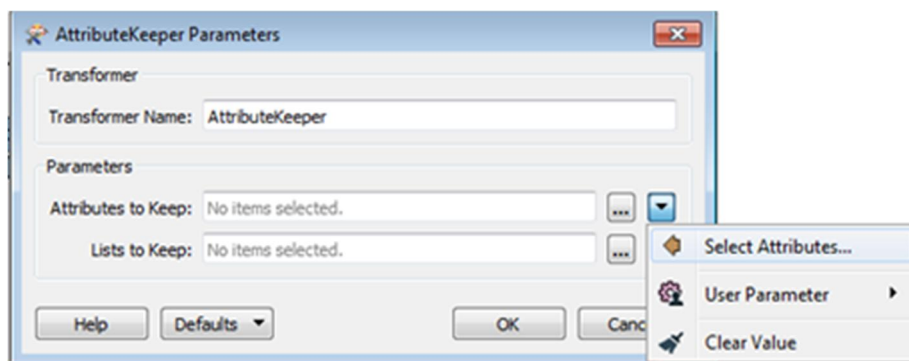 AttributeKeeper Parameters
Transformer
Transformer Name: AttributeKeeper
Parameters
Attributes to Keep: No items selected. ...
Lists to Keep: No items selected. ...
Select Attributes...
User Parameter
Clear Value
Help Defaults OK Canc